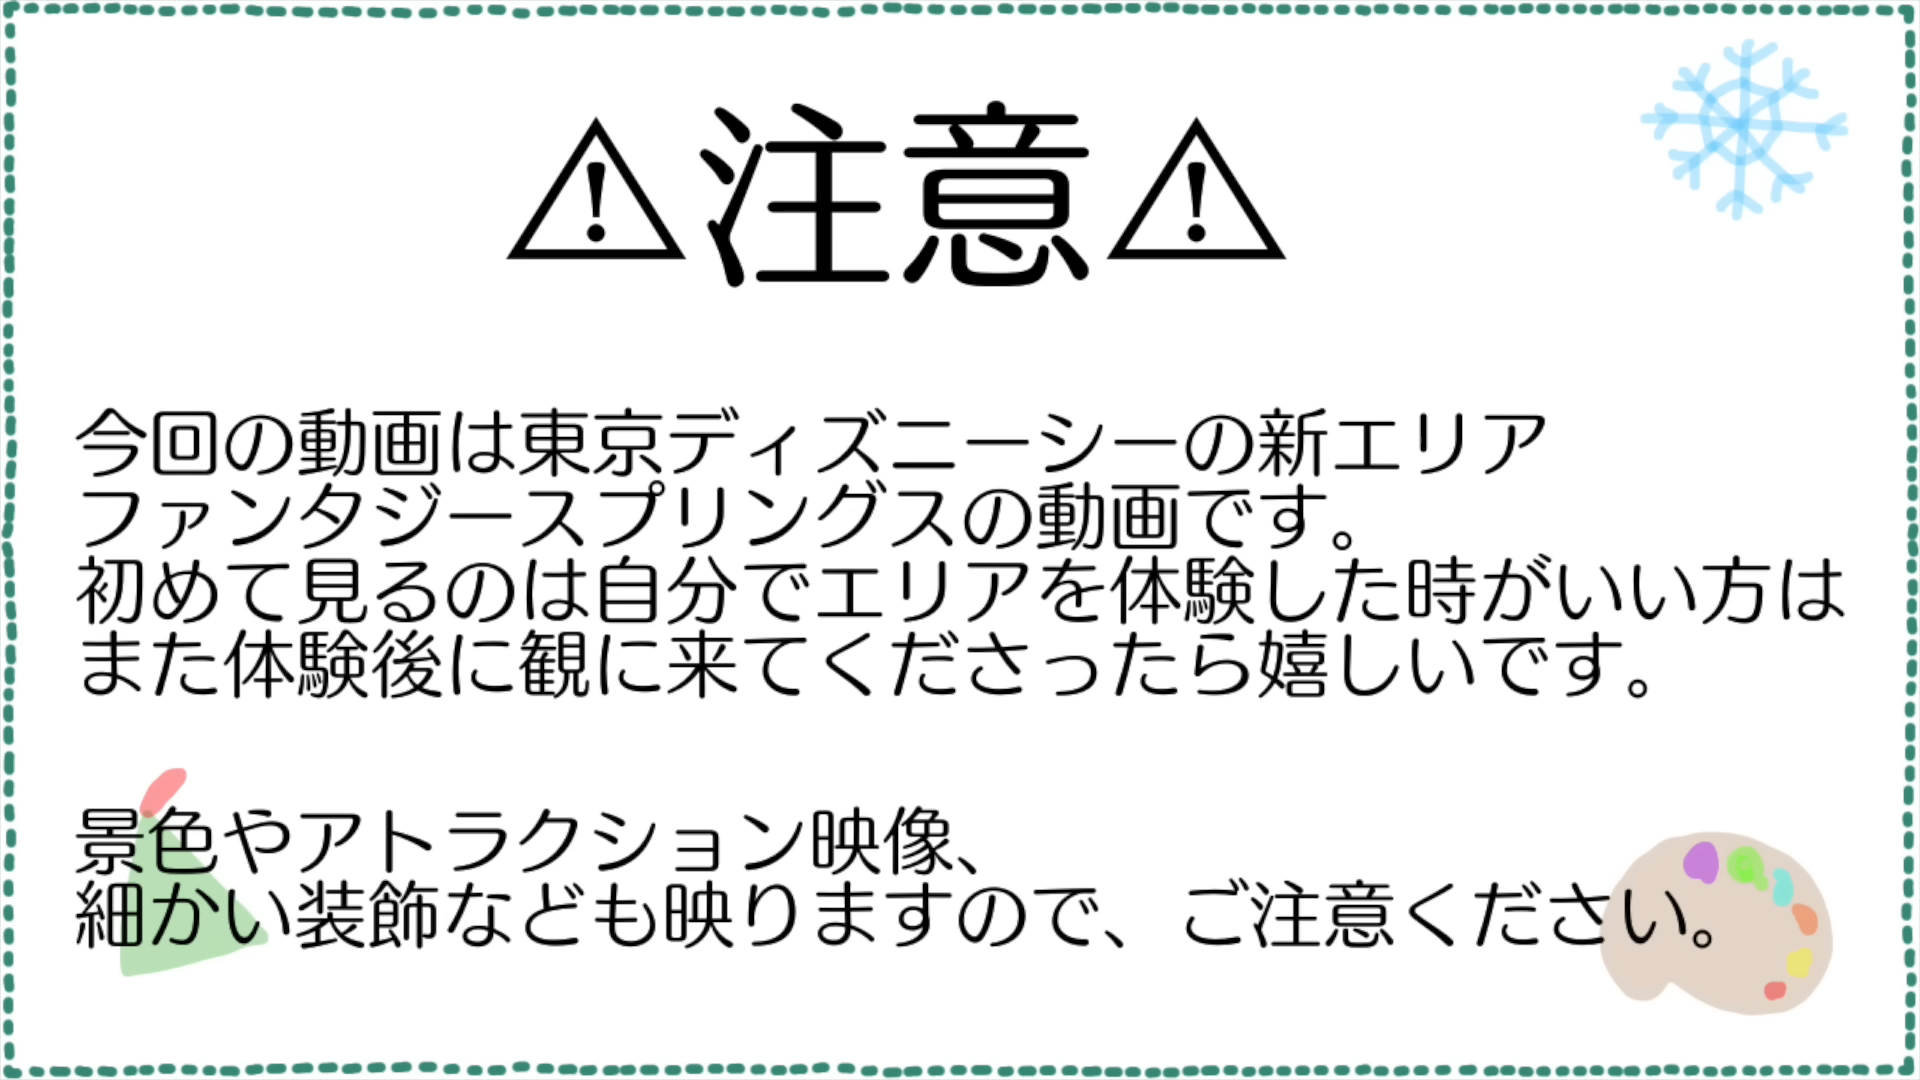 ⚠注意⚠
今回の動画は東京ディズニーシーの新エリア
ファンタジースプリングスの動画です。
初めて見るのは自分でエリアを体験した時がいい方は
また体験後に観に来てくださったら嬉しいです。
景色やアトラクション映像、
細かい装飾なども映りますので、ご注意ください。